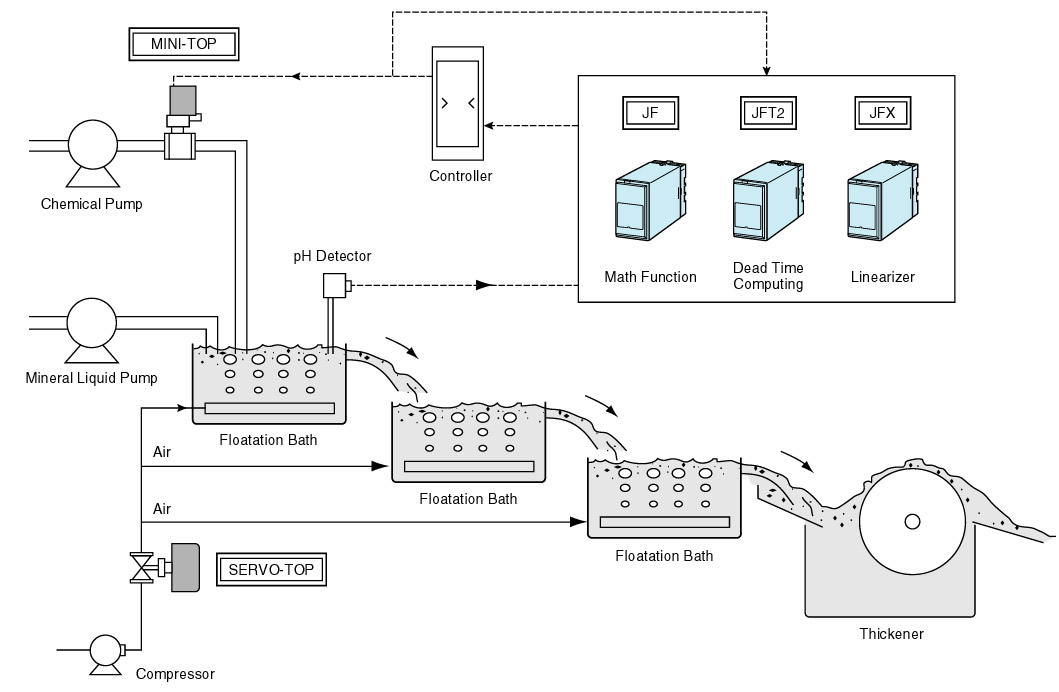 MINI-TOP
JF
JFT2
JFX
Controller
Chemical Pump
pH Detector
Math Function
Dead Time
Computing
Linearizer
Mineral Liquid Pump
Floatation Bath
Air
Floatation Bath
Air
Floatation Bath
SERVO-TOP
Thickener
Compressor